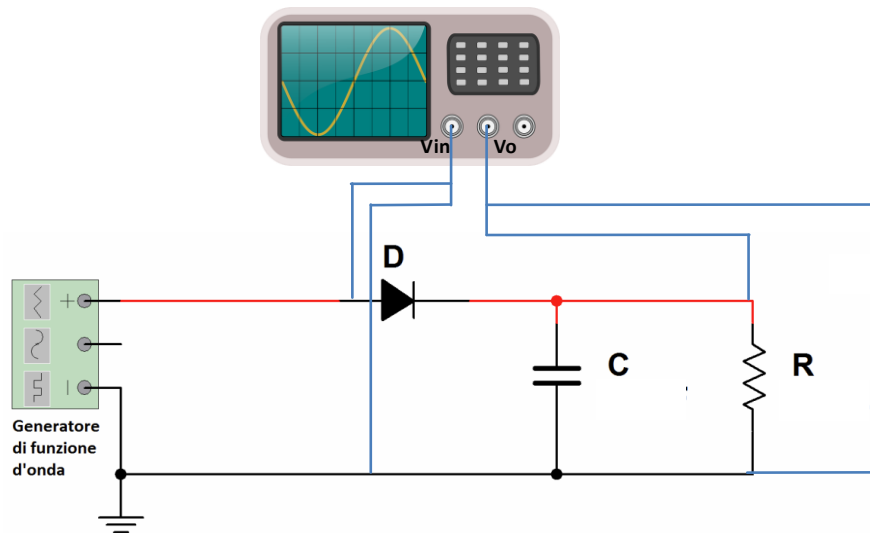 Vin Vo
D
C
R
Generatore
di funzione
d'onda